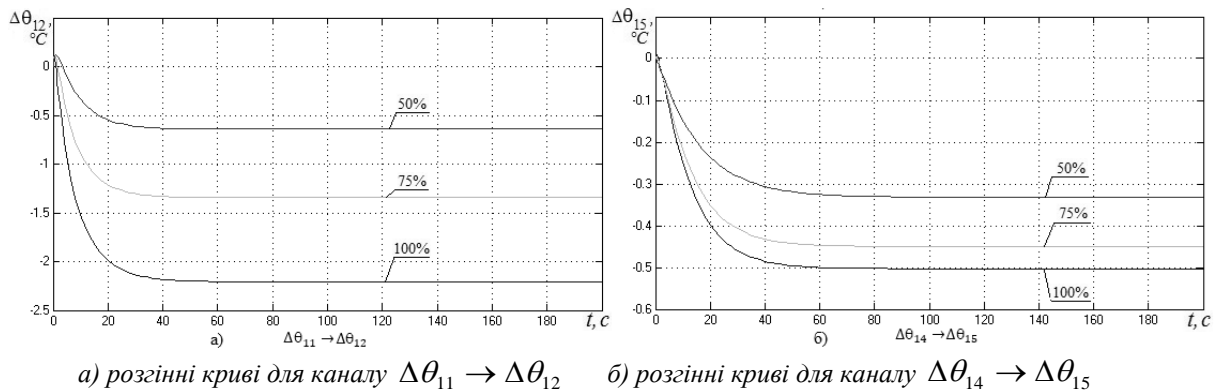 Δθ₁₂, °C
0
-0.5
-1
-1.5
-2
-2.5
50%
75%
100%
0 20 40 60 80 100 120 140 160 180
t, c
а) Δθ₁₁ → Δθ₁₂
Δθ₁₅, °C
0
-0.1
-0.2
-0.3
-0.4
-0.5
-0.6
50%
75%
100%
0 20 40 60 80 100 120 140 160 180
t, c
б) Δθ₁₄ → Δθ₁₅
а) розгінні криві для каналу Δθ₁₁ → Δθ₁₂ б) розгінні криві для каналу Δθ₁₄ → Δθ₁₅